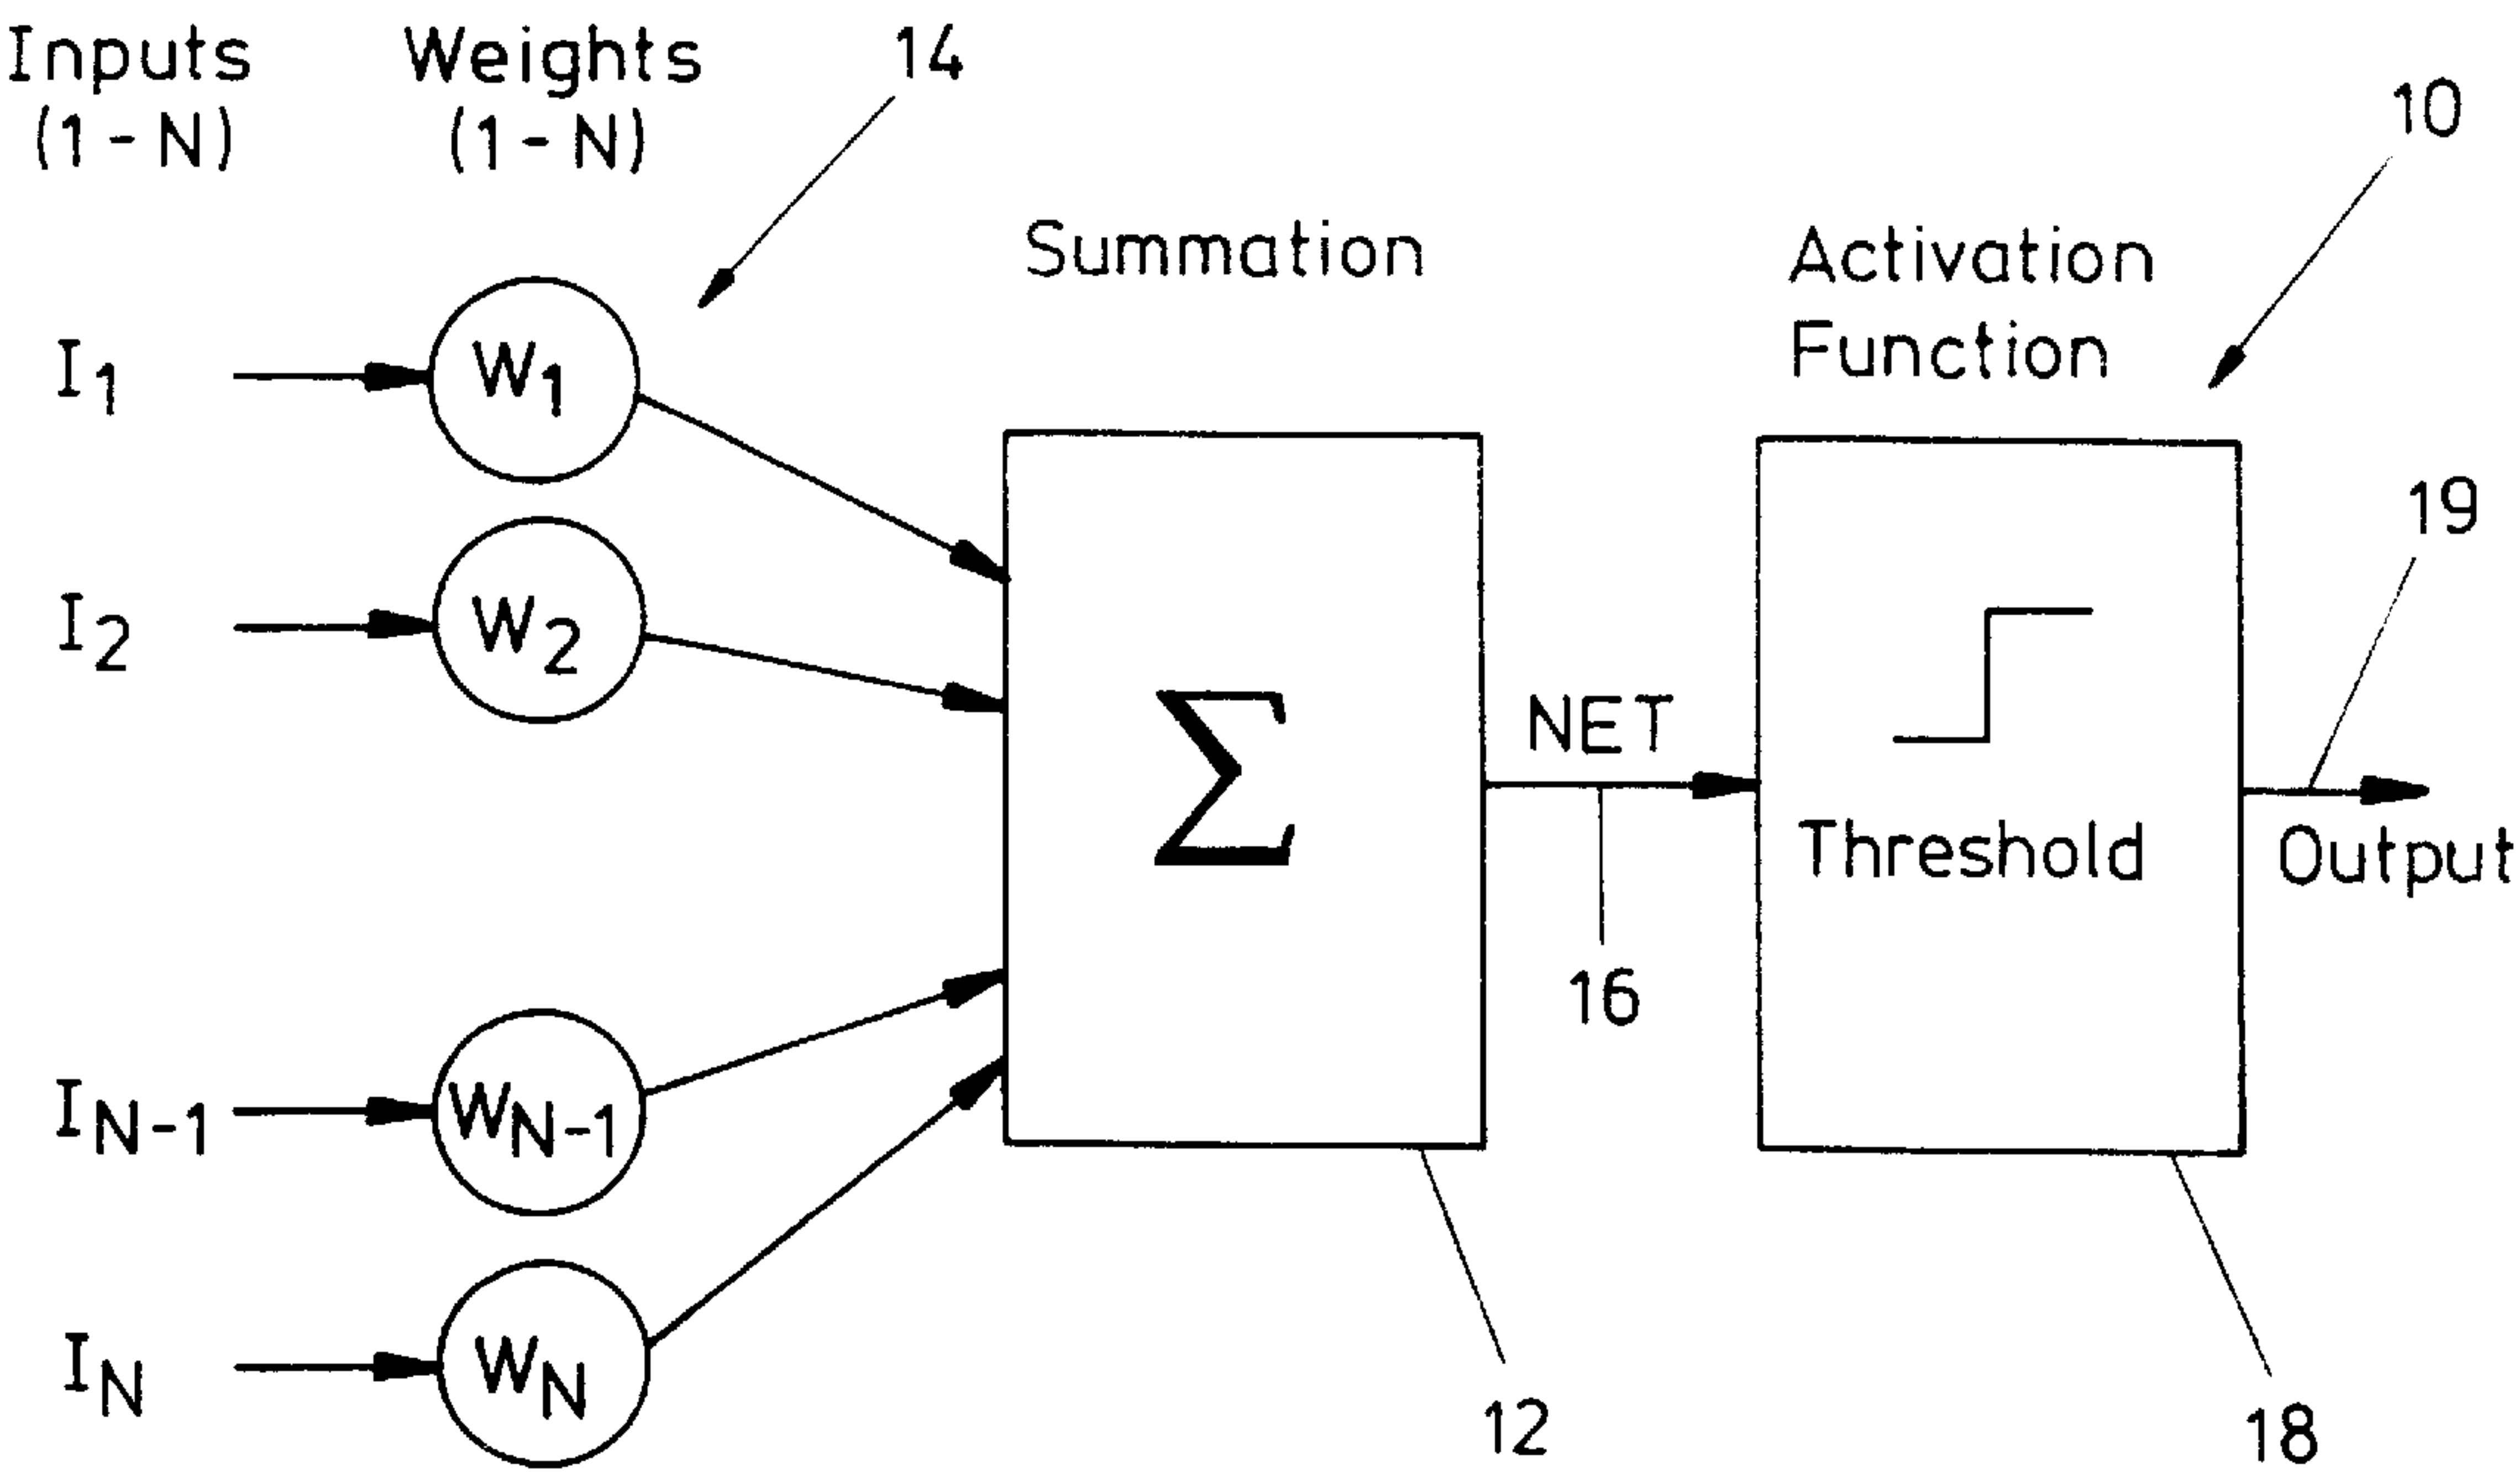 Inputs
(1-N)
Weights
(1-N)
14
10
Summation
Activation
Function
I1
W1
19
I2
W2
Σ
NET
Threshold
Output
16
IN-1
WN-1
IN
WN
12
18